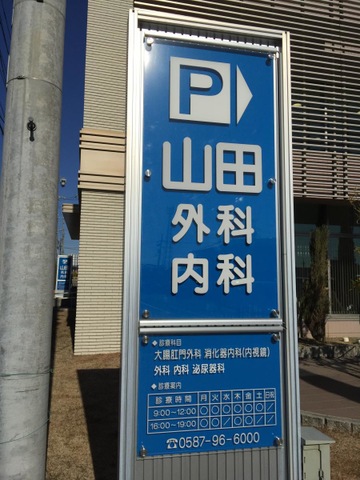 P
山田
外科
内科
◆診療科目
大腸肛門外科 消化器内科(内視鏡)
外科 内科 泌尿器科
◆診療案内
診療時間 月 火 水 木 金 土 日祝
9:00~12:00 ○ ○ ○ ○ ○ ○ /
16:00~19:00 ○ ○ / ○ ○ / /
☎0587-96-6000